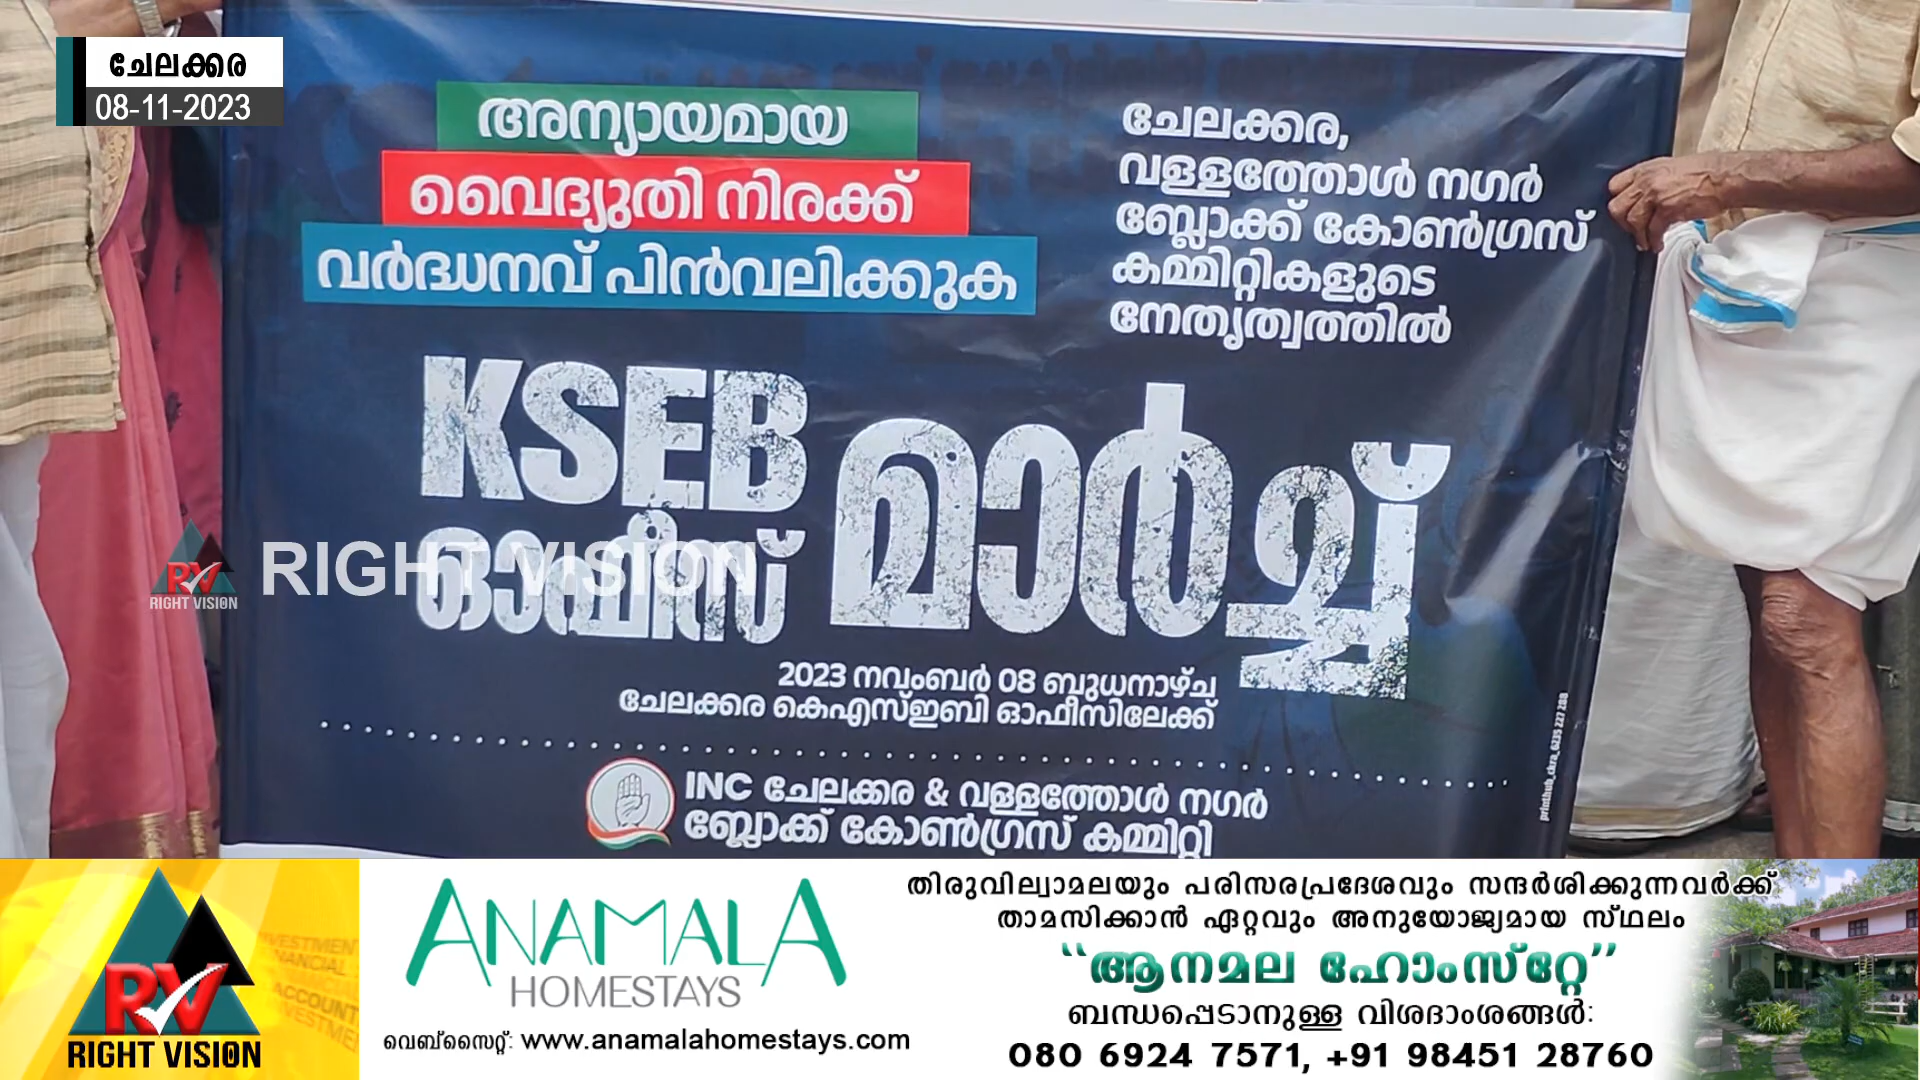 ചേലക്കര
08-11-2023
അന്യായമായ
വൈദ്യുതി നിരക്ക്
വർദ്ധനവ് പിൻവലിക്കുക
ചേലക്കര,
വള്ളത്തോൾ നഗർ
ബ്ലോക്ക് കോൺഗ്രസ്
കമ്മിറ്റികളുടെ
നേതൃത്വത്തിൽ
KSEB
ഓഫീസ്
മാർച്ച്
RIGHT VISION
RV
RIGHT VISION
2023 നവംബർ 08 ബുധനാഴ്ച
ചേലക്കര കെഎസ്ഇബി ഓഫീസിലേക്ക്
INC ചേലക്കര & വള്ളത്തോൾ നഗർ
ബ്ലോക്ക് കോൺഗ്രസ് കമ്മിറ്റി
printhub_ckra_6235 227 288
RV
RIGHT VISION
ANAMALA
HOMESTAYS
വെബ്സൈറ്റ്: www.anamalahomestays.com
തിരുവില്വാമലയും പരിസരപ്രദേശവും സന്ദർശിക്കുന്നവർക്ക്
താമസിക്കാൻ ഏറ്റവും അനുയോജ്യമായ സ്ഥലം
“ആനമല ഹോംസ്റ്റേ”
ബന്ധപ്പെടാനുള്ള വിശദാംശങ്ങൾ:
080 6924 7571, +91 98451 28760